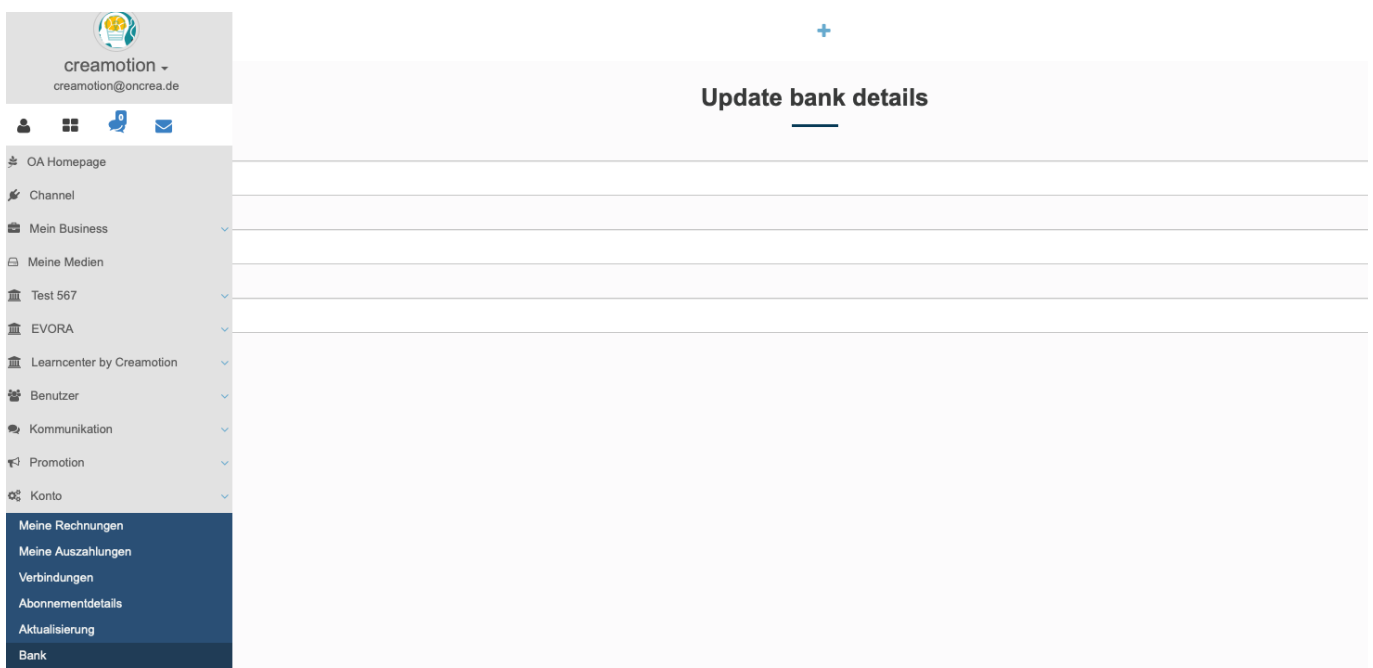 creamotion
creamotion@oncrea.de
0
OA Homepage
Channel
Mein Business
Meine Medien
Test 567
EVORA
Learncenter by Creamotion
Benutzer
Kommunikation
Promotion
Konto
Meine Rechnungen
Meine Auszahlungen
Verbindungen
Abonnementdetails
Aktualisierung
Bank
Update bank details